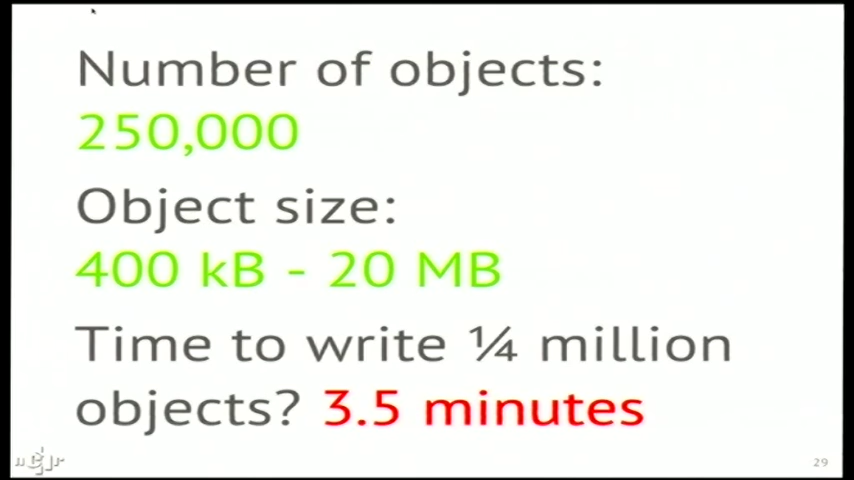 Number of objects:
250,000
Object size:
400 kB - 20 MB
Time to write ¼ million
objects? 3.5 minutes
29